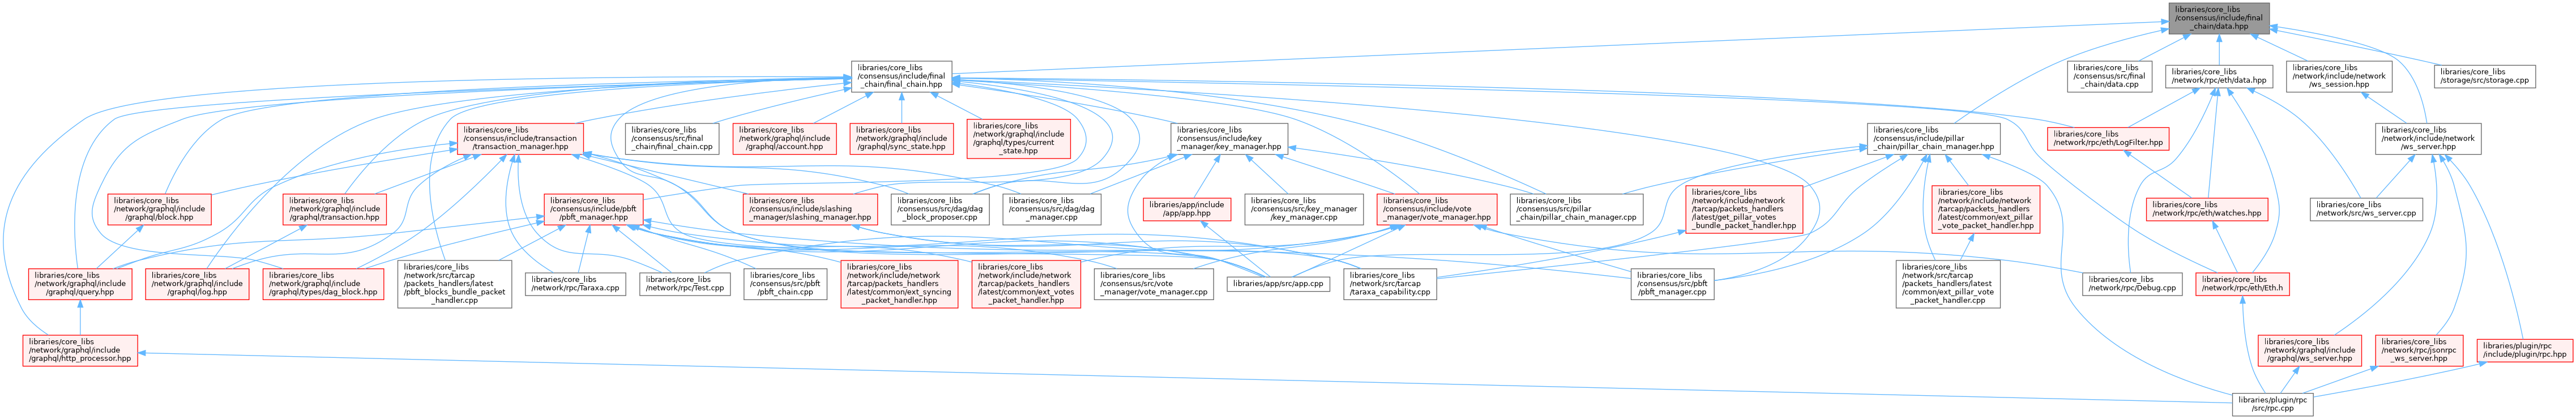 libraries/core_libs
/consensus/include/final
_chain/data.hpp
libraries/core_libs
/consensus/include/final
_chain/final_chain.hpp
libraries/core_libs
/consensus/src/final
_chain/data.cpp
libraries/core_libs
/network/rpc/eth/data.hpp
libraries/core_libs
/network/include/network
/ws_session.hpp
libraries/core_libs
/storage/src/storage.cpp
libraries/core_libs
/consensus/include/transaction
/transaction_manager.hpp
libraries/core_libs
/consensus/src/final
_chain/final_chain.cpp
libraries/core_libs
/network/graphql/include
/graphql/account.hpp
libraries/core_libs
/network/graphql/include
/graphql/sync_state.hpp
libraries/core_libs
/network/graphql/include
/graphql/types/current
_state.hpp
libraries/core_libs
/consensus/include/key
_manager/key_manager.hpp
libraries/core_libs
/consensus/include/pillar
_chain/pillar_chain_manager.hpp
libraries/core_libs
/network/rpc/eth/LogFilter.hpp
libraries/core_libs
/network/include/network
/ws_server.hpp
libraries/core_libs
/network/graphql/include
/graphql/block.hpp
libraries/core_libs
/network/graphql/include
/graphql/transaction.hpp
libraries/core_libs
/consensus/include/pbft
/pbft_manager.hpp
libraries/core_libs
/consensus/include/slashing
_manager/slashing_manager.hpp
libraries/core_libs
/consensus/src/dag/dag
_block_proposer.cpp
libraries/core_libs
/consensus/src/dag/dag
_manager.cpp
libraries/app/include
/app/app.hpp
libraries/core_libs
/consensus/src/key_manager
/key_manager.cpp
libraries/core_libs
/consensus/include/vote
_manager/vote_manager.hpp
libraries/core_libs
/consensus/src/pillar
_chain/pillar_chain_manager.cpp
libraries/core_libs
/network/include/network
/tarcap/packets_handlers
/latest/get_pillar_votes
_bundle_packet_handler.hpp
libraries/core_libs
/network/include/network
/tarcap/packets_handlers
/latest/common/ext_pillar
_vote_packet_handler.hpp
libraries/core_libs
/network/rpc/eth/watches.hpp
libraries/core_libs
/network/src/ws_server.cpp
libraries/core_libs
/network/graphql/include
/graphql/query.hpp
libraries/core_libs
/network/graphql/include
/graphql/log.hpp
libraries/core_libs
/network/graphql/include
/graphql/types/dag_block.hpp
libraries/core_libs
/network/src/tarcap
/packets_handlers/latest
/pbft_blocks_bundle_packet
_handler.cpp
libraries/core_libs
/network/rpc/Taraxa.cpp
libraries/core_libs
/network/rpc/Test.cpp
libraries/core_libs
/consensus/src/pbft
/pbft_chain.cpp
libraries/core_libs
/network/include/network
/tarcap/packets_handlers
/latest/common/ext_syncing
_packet_handler.hpp
libraries/core_libs
/network/include/network
/tarcap/packets_handlers
/latest/common/ext_votes
_packet_handler.hpp
libraries/core_libs
/consensus/src/vote
_manager/vote_manager.cpp
libraries/app/src/app.cpp
libraries/core_libs
/network/src/tarcap
/taraxa_capability.cpp
libraries/core_libs
/consensus/src/pbft
/pbft_manager.cpp
libraries/core_libs
/network/src/tarcap
/packets_handlers/latest
/common/ext_pillar_vote
_packet_handler.cpp
libraries/core_libs
/network/rpc/Debug.cpp
libraries/core_libs
/network/rpc/eth/Eth.h
libraries/core_libs
/network/graphql/include
/graphql/http_processor.hpp
libraries/core_libs
/network/graphql/include
/graphql/ws_server.hpp
libraries/core_libs
/network/rpc/jsonrpc
_ws_server.hpp
libraries/plugin/rpc
/include/plugin/rpc.hpp
libraries/plugin/rpc
/src/rpc.cpp